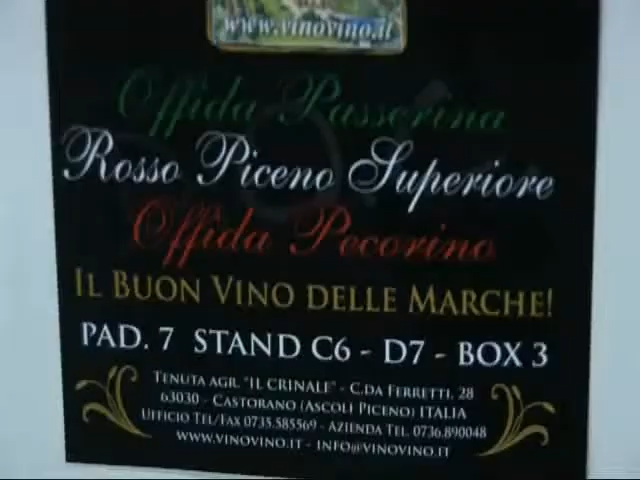 www.vinovino.it
Offida Passerina
Rosso Piceno Superiore
Offida Pecorino
IL BUON VINO DELLE MARCHE!
PAD. 7 STAND C6 - D7 - BOX 3
TENUTA AGR. "IL CRINALE" - C.DA FERRETTI, 28
63030 - CASTORANO (ASCOLI PICENO) ITALIA
UFFICIO TEL/FAX 0735.585569 - AZIENDA TEL. 0736.890048
WWW.VINOVINO.IT - INFO@VINOVINO.IT